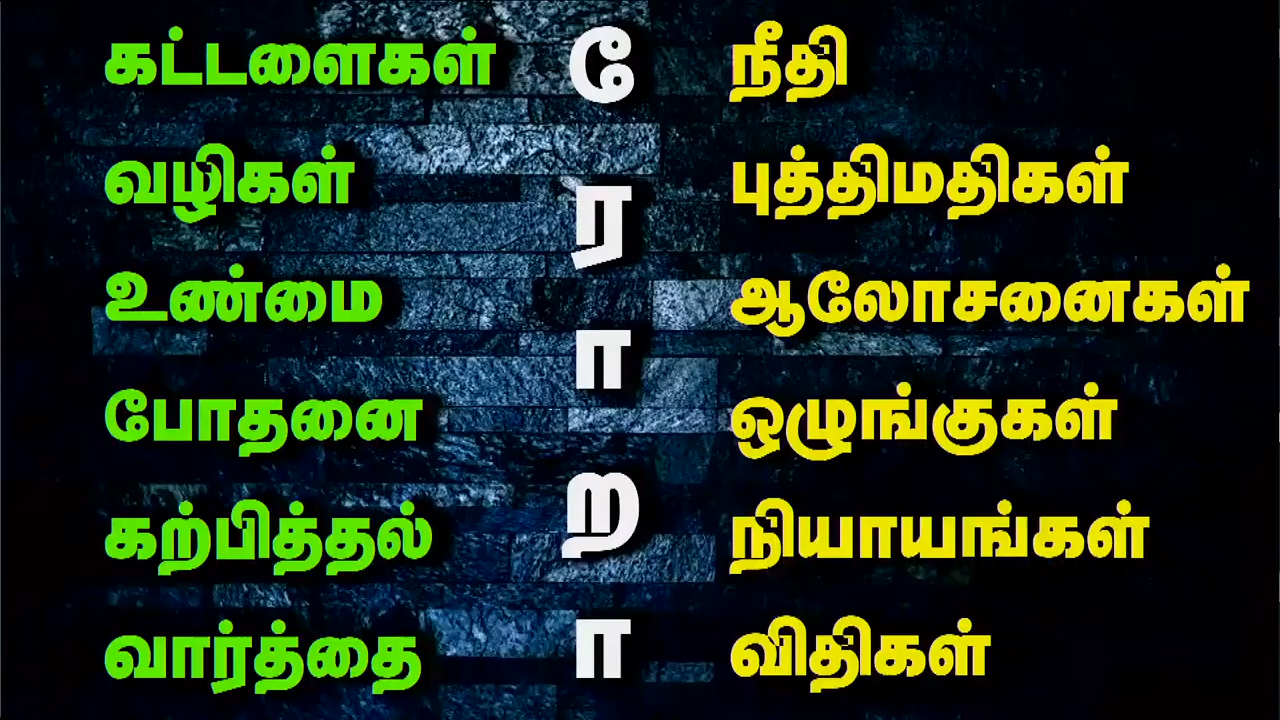 கட்டளைகள்
வழிகள்
உண்மை
போதனை
கற்பித்தல்
வார்த்தை
ே
ர
ா
ற
ா
நீதி
புத்திமதிகள்
ஆலோசனைகள்
ஒழுங்குகள்
நியாயங்கள்
விதிகள்